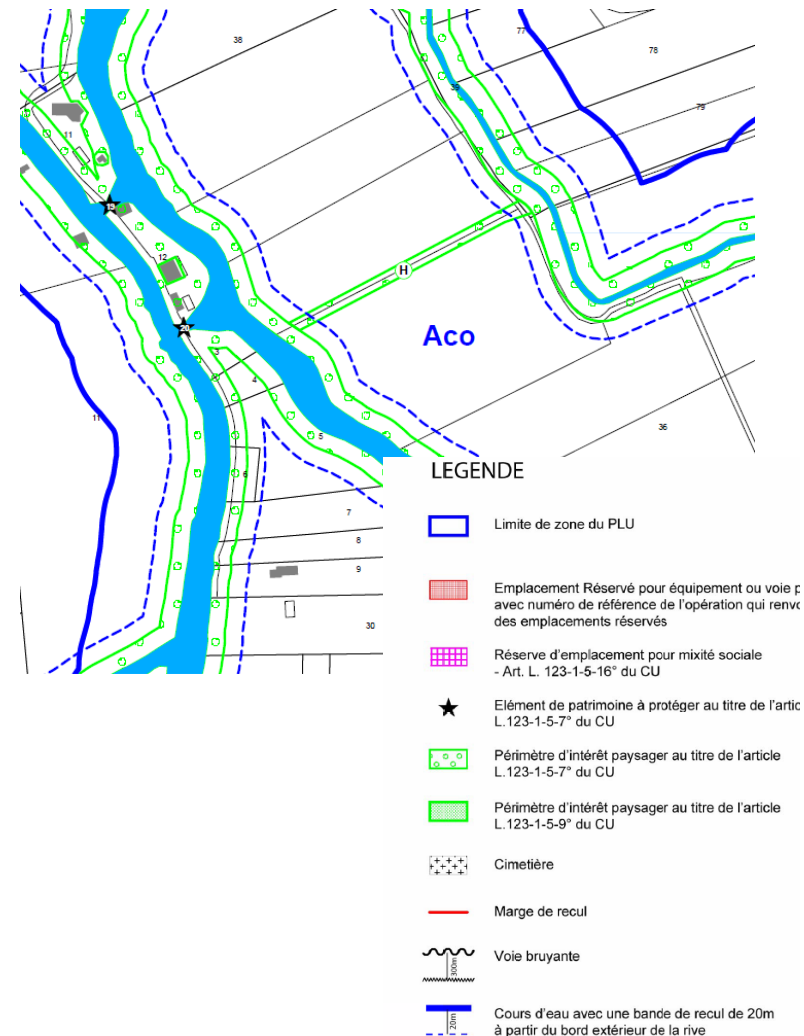 38
77
78
39
79
11
19
12
H
20
Aco
3
4
36
11
5
6
7
8
9
30
LEGENDE
Limite de zone du PLU
Emplacement Réservé pour équipement ou voie p
avec numéro de référence de l'opération qui renvo
des emplacements réservés
Réserve d'emplacement pour mixité sociale
- Art. L. 123-1-5-16° du CU
Elément de patrimoine à protéger au titre de l'artic
L.123-1-5-7° du CU
Périmètre d'intérêt paysager au titre de l'article
L.123-1-5-7° du CU
Périmètre d'intérêt paysager au titre de l'article
L.123-1-5-9° du CU
Cimetière
Marge de recul
300m
Voie bruyante
20m
Cours d'eau avec une bande de recul de 20m
à partir du bord extérieur de la rive